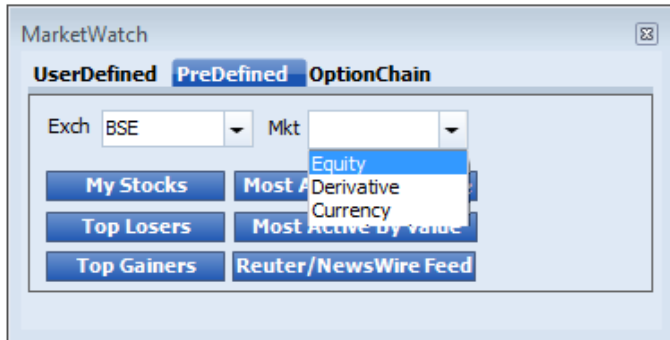 MarketWatch
UserDefined PreDefined OptionChain
Exch BSE Mkt
Equity
My Stocks Most Derivative
Currency
Top Losers Most Active By Value
Top Gainers Reuter/NewsWire Feed